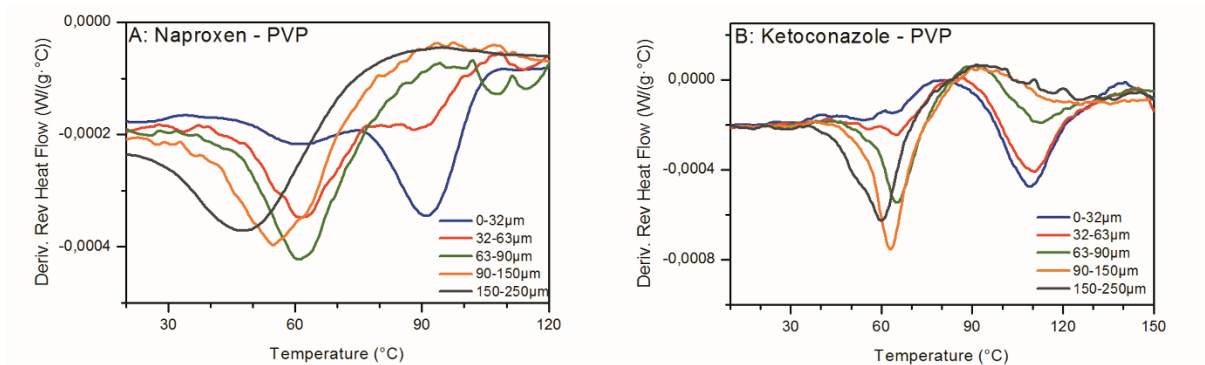 A: Naproxen - PVP
0,0000
-0,0002
-0,0004
Deriv. Rev Heat Flow (W/(g·°C))
30
60
90
120
Temperature (°C)
0-32µm
32-63µm
63-90µm
90-150µm
150-250µm
B: Ketoconazole - PVP
0,0000
-0,0004
-0,0008
Deriv. Rev Heat Flow (W/(g·°C))
30
60
90
120
150
Temperature (°C)
0-32µm
32-63µm
63-90µm
90-150µm
150-250µm